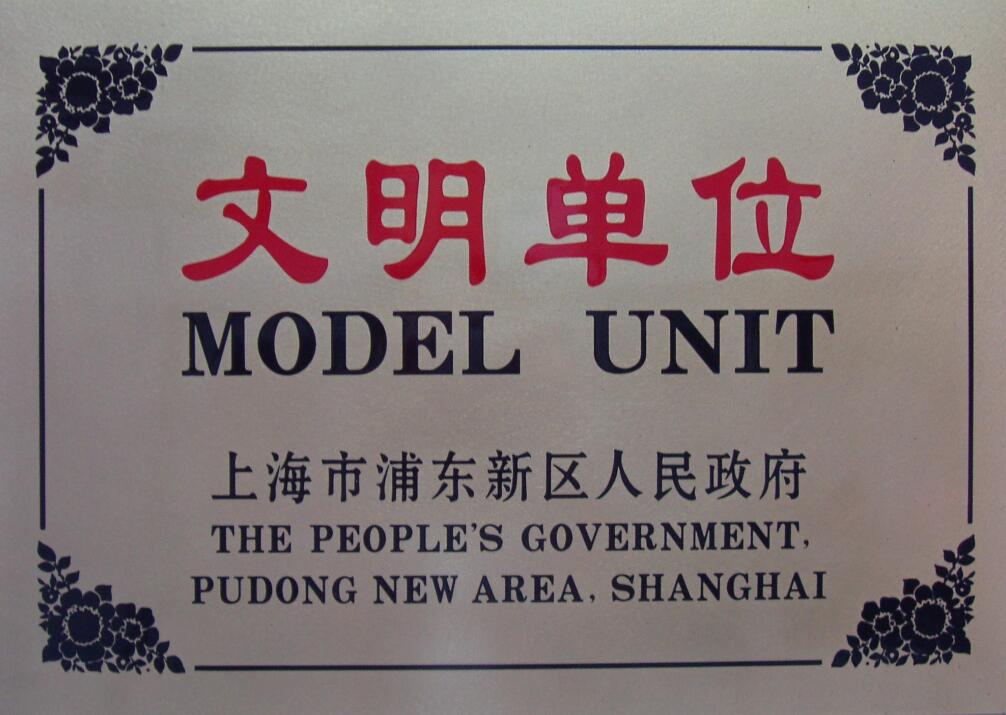 文明单位
MODEL UNIT
上海市浦东新区人民政府
THE PEOPLE'S GOVERNMENT,
PUDONG NEW AREA, SHANGHAI